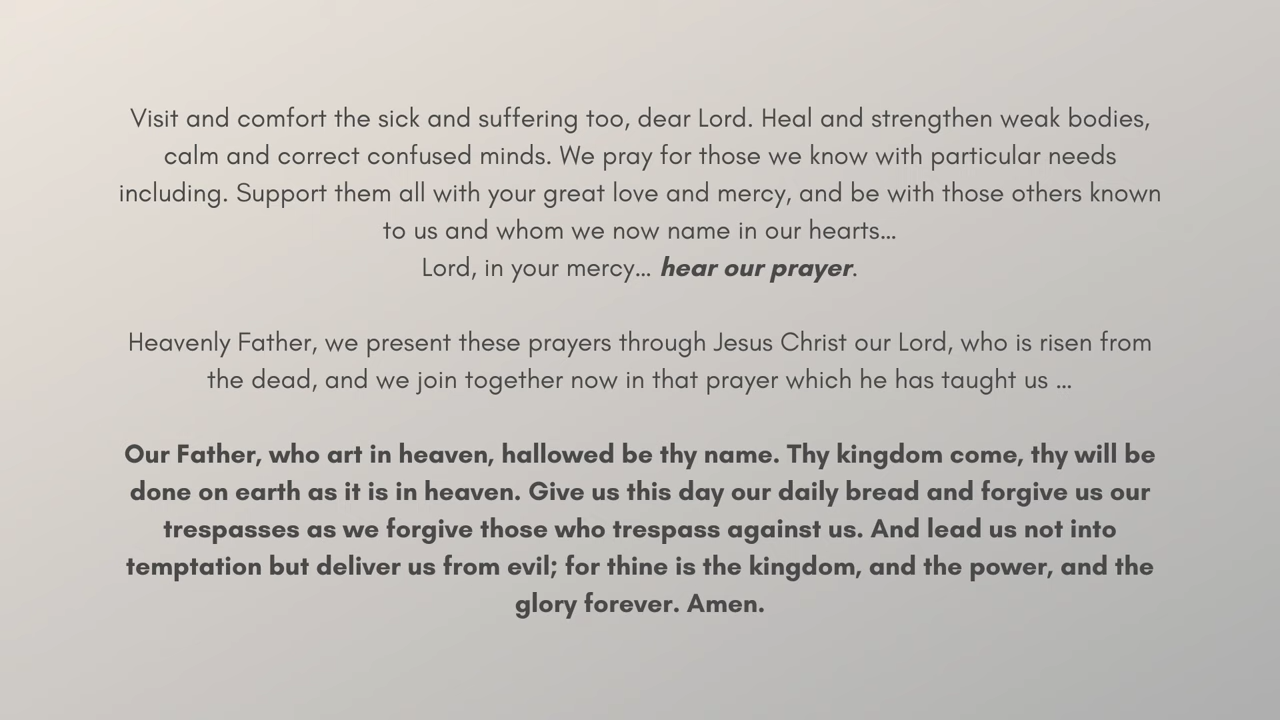 Visit and comfort the sick and suffering too, dear Lord. Heal and strengthen weak bodies,
calm and correct confused minds. We pray for those we know with particular needs
including. Support them all with your great love and mercy, and be with those others known
to us and whom we now name in our hearts...
Lord, in your mercy... hear our prayer.
Heavenly Father, we present these prayers through Jesus Christ our Lord, who is risen from
the dead, and we join together now in that prayer which he has taught us ...
Our Father, who art in heaven, hallowed be thy name. Thy kingdom come, thy will be
done on earth as it is in heaven. Give us this day our daily bread and forgive us our
trespasses as we forgive those who trespass against us. And lead us not into
temptation but deliver us from evil; for thine is the kingdom, and the power, and the
glory forever. Amen.